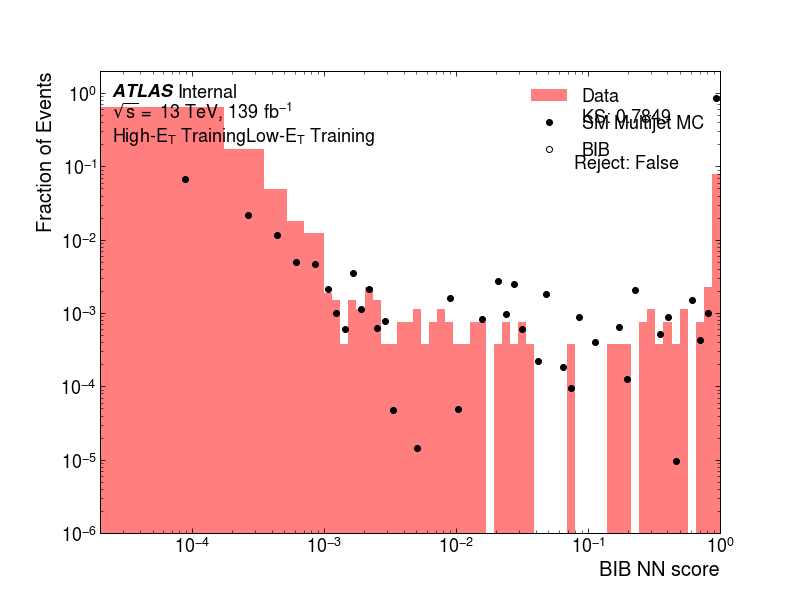 ATLAS Internal
√s = 13 TeV, 139 fb⁻¹
High-E_T TrainingLow-E_T Training
Data
KS: 0.7849
SM Multijet MC
BIB
Reject: False
Fraction of Events
10⁰
10⁻¹
10⁻²
10⁻³
10⁻⁴
10⁻⁵
10⁻⁶
10⁻⁴ 10⁻³ 10⁻² 10⁻¹ 10⁰
BIB NN score